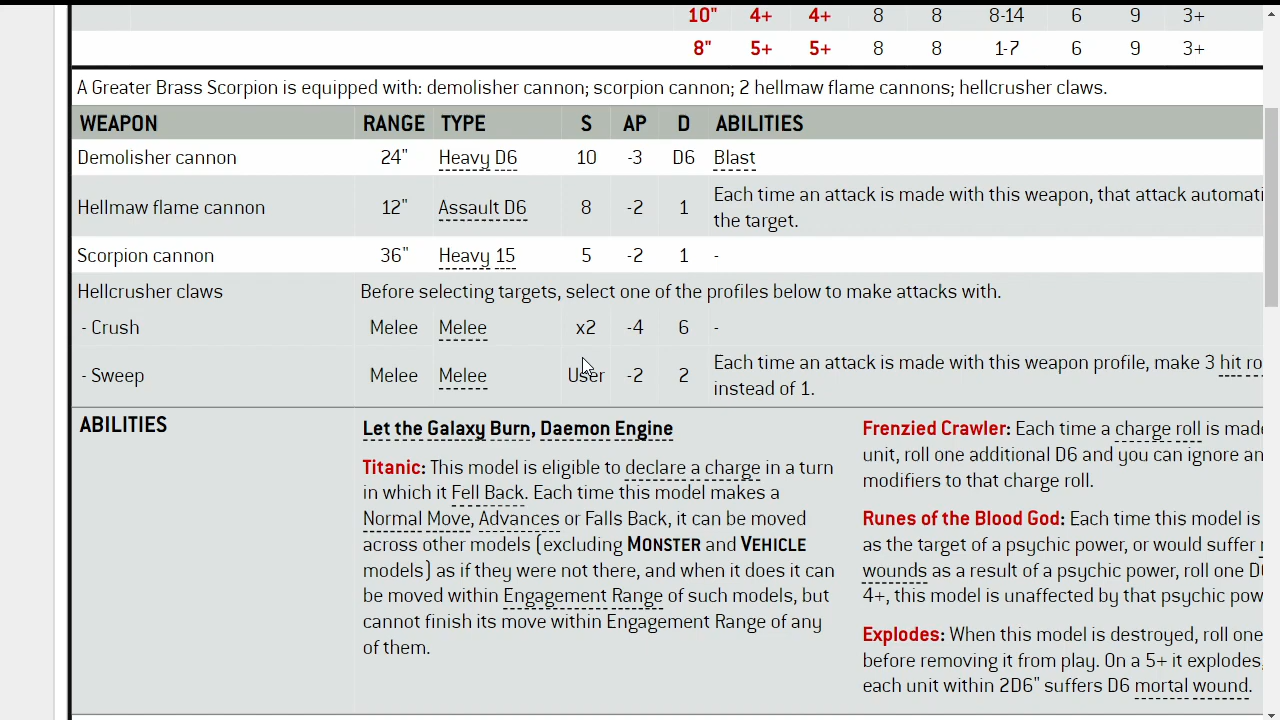 10" 4+ 4+ 8 8 8-14 6 9 3+
8" 5+ 5+ 8 8 1-7 6 9 3+
A Greater Brass Scorpion is equipped with: demolisher cannon; scorpion cannon; 2 hellmaw flame cannons; hellcrusher claws.
WEAPON RANGE TYPE S AP D ABILITIES
Demolisher cannon 24" Heavy D6 10 -3 D6 Blast
Hellmaw flame cannon 12" Assault D6 8 -2 1 Each time an attack is made with this weapon, that attack automati
the target.
Scorpion cannon 36" Heavy 15 5 -2 1 -
Hellcrusher claws Before selecting targets, select one of the profiles below to make attacks with.
- Crush Melee Melee x2 -4 6 -
- Sweep Melee Melee User -2 2 Each time an attack is made with this weapon profile, make 3 hit ro
instead of 1.
ABILITIES
Let the Galaxy Burn, Daemon Engine
Titanic: This model is eligible to declare a charge in a turn
in which it Fell Back. Each time this model makes a
Normal Move, Advances or Falls Back, it can be moved
across other models (excluding MONSTER and VEHICLE
models) as if they were not there, and when it does it can
be moved within Engagement Range of such models, but
cannot finish its move within Engagement Range of any
of them.
Frenzied Crawler: Each time a charge roll is made
unit, roll one additional D6 and you can ignore an
modifiers to that charge roll.
Runes of the Blood God: Each time this model is
as the target of a psychic power, or would suffer
wounds as a result of a psychic power, roll one D
4+, this model is unaffected by that psychic pow
Explodes: When this model is destroyed, roll one
before removing it from play. On a 5+ it explodes,
each unit within 2D6" suffers D6 mortal wound.